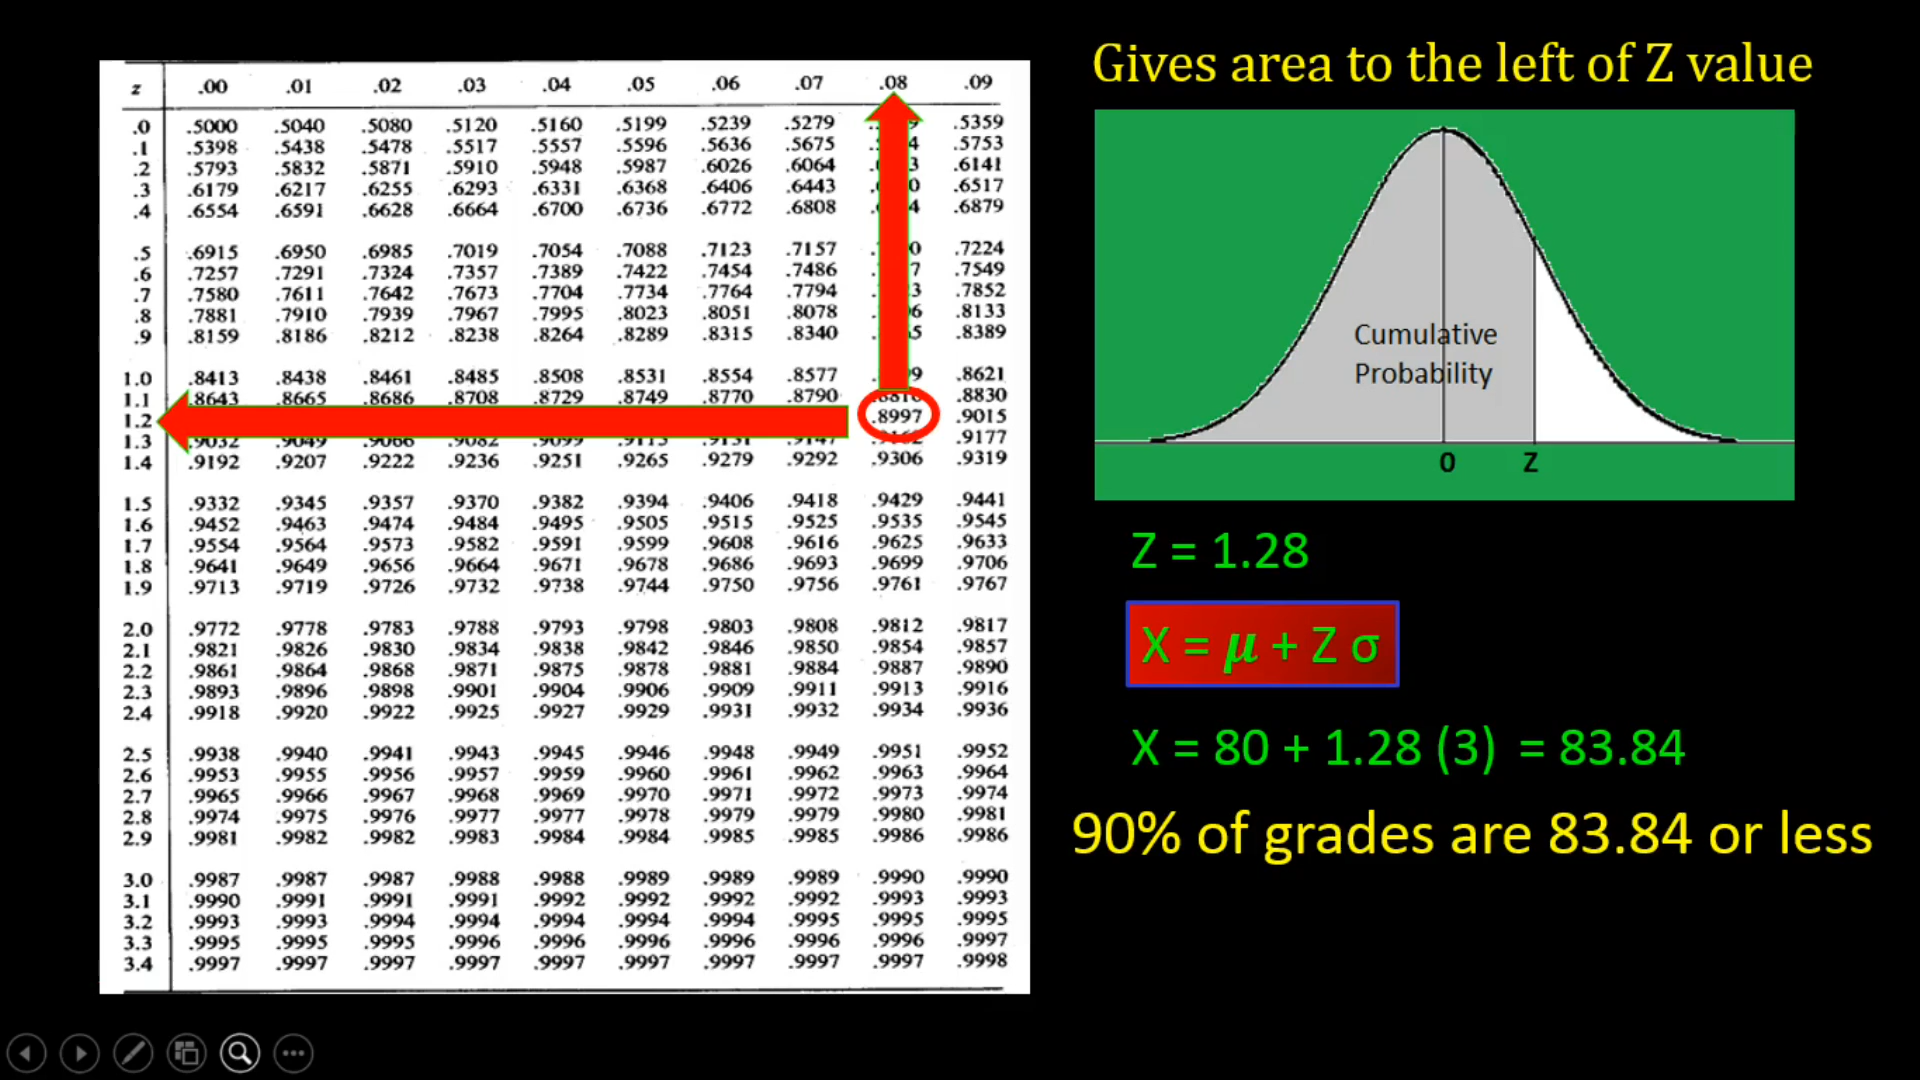 z .00 .01 .02 .03 .04 .05 .06 .07 .08 .09
.0 .5000 .5040 .5080 .5120 .5160 .5199 .5239 .5279 .5359
.1 .5398 .5438 .5478 .5517 .5557 .5596 .5636 .5675 .5753
.2 .5793 .5832 .5871 .5910 .5948 .5987 .6026 .6064 .6141
.3 .6179 .6217 .6255 .6293 .6331 .6368 .6406 .6443 .6517
.4 .6554 .6591 .6628 .6664 .6700 .6736 .6772 .6808 .6879
.5 .6915 .6950 .6985 .7019 .7054 .7088 .7123 .7157 .7224
.6 .7257 .7291 .7324 .7357 .7389 .7422 .7454 .7486 .7549
.7 .7580 .7611 .7642 .7673 .7704 .7734 .7764 .7794 .7852
.8 .7881 .7910 .7939 .7967 .7995 .8023 .8051 .8078 .8133
.9 .8159 .8186 .8212 .8238 .8264 .8289 .8315 .8340 .8389
1.0 .8413 .8438 .8461 .8485 .8508 .8531 .8554 .8577 .8621
1.1 .8643 .8665 .8686 .8708 .8729 .8749 .8770 .8790 .8810 .8830
1.2 .8997 .9015
1.3 .9032 .9049 .9066 .9082 .9099 .9115 .9131 .9147 .9162 .9177
1.4 .9192 .9207 .9222 .9236 .9251 .9265 .9279 .9292 .9306 .9319
1.5 .9332 .9345 .9357 .9370 .9382 .9394 .9406 .9418 .9429 .9441
1.6 .9452 .9463 .9474 .9484 .9495 .9505 .9515 .9525 .9535 .9545
1.7 .9554 .9564 .9573 .9582 .9591 .9599 .9608 .9616 .9625 .9633
1.8 .9641 .9649 .9656 .9664 .9671 .9678 .9686 .9693 .9699 .9706
1.9 .9713 .9719 .9726 .9732 .9738 .9744 .9750 .9756 .9761 .9767
2.0 .9772 .9778 .9783 .9788 .9793 .9798 .9803 .9808 .9812 .9817
2.1 .9821 .9826 .9830 .9834 .9838 .9842 .9846 .9850 .9854 .9857
2.2 .9861 .9864 .9868 .9871 .9875 .9878 .9881 .9884 .9887 .9890
2.3 .9893 .9896 .9898 .9901 .9904 .9906 .9909 .9911 .9913 .9916
2.4 .9918 .9920 .9922 .9925 .9927 .9929 .9931 .9932 .9934 .9936
2.5 .9938 .9940 .9941 .9943 .9945 .9946 .9948 .9949 .9951 .9952
2.6 .9953 .9955 .9956 .9957 .9959 .9960 .9961 .9962 .9963 .9964
2.7 .9965 .9966 .9967 .9968 .9969 .9970 .9971 .9972 .9973 .9974
2.8 .9974 .9975 .9976 .9977 .9977 .9978 .9979 .9979 .9980 .9981
2.9 .9981 .9982 .9982 .9983 .9984 .9984 .9985 .9985 .9986 .9986
3.0 .9987 .9987 .9987 .9988 .9988 .9989 .9989 .9989 .9990 .9990
3.1 .9990 .9991 .9991 .9991 .9992 .9992 .9992 .9992 .9993 .9993
3.2 .9993 .9993 .9994 .9994 .9994 .9994 .9994 .9995 .9995 .9995
3.3 .9995 .9995 .9995 .9996 .9996 .9996 .9996 .9996 .9996 .9997
3.4 .9997 .9997 .9997 .9997 .9997 .9997 .9997 .9997 .9997 .9998
Gives area to the left of Z value
Cumulative
Probability
0 Z
Z = 1.28
X = μ + Z σ
X = 80 + 1.28 (3) = 83.84
90% of grades are 83.84 or less